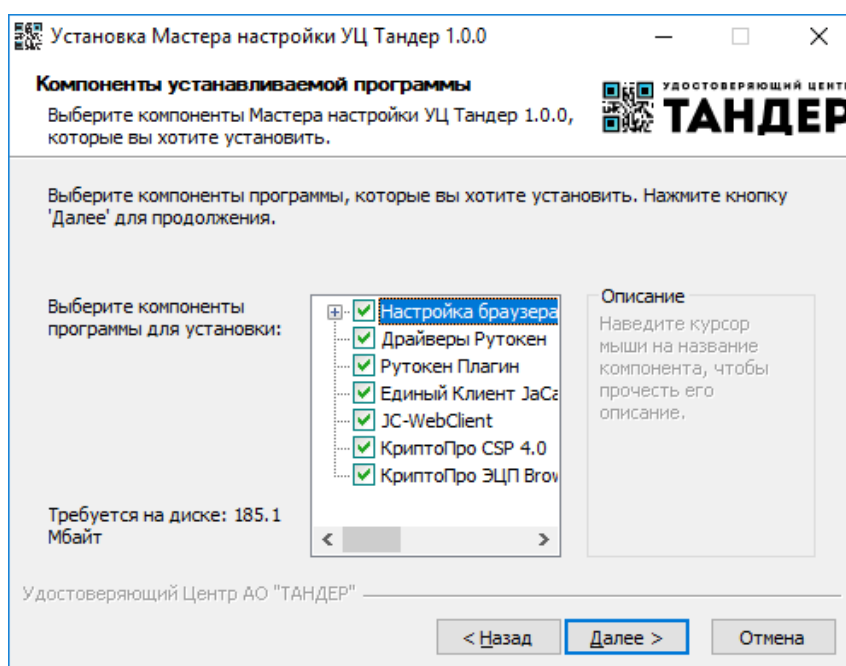 Установка Мастера настройки УЦ Тандер 1.0.0
Компоненты устанавливаемой программы
Выберите компоненты Мастера настройки УЦ Тандер 1.0.0,
которые вы хотите установить.
УДОСТОВЕРЯЮЩИЙ ЦЕНТ
ТАНДЕР
Выберите компоненты программы, которые вы хотите установить. Нажмите кнопку
'Далее' для продолжения.
Выберите компоненты
программы для установки:
Настройка браузера
Драйверы Рутокен
Рутокен Плагин
Единый Клиент JaCa
JC-WebClient
КриптоПро CSP 4.0
КриптоПро ЭЦП Brow
Описание
Наведите курсор
мыши на название
компонента, чтобы
прочесть его
описание.
Требуется на диске: 185.1
Мбайт
Удостоверяющий Центр АО "ТАНДЕР"
< Назад
Далее >
Отмена